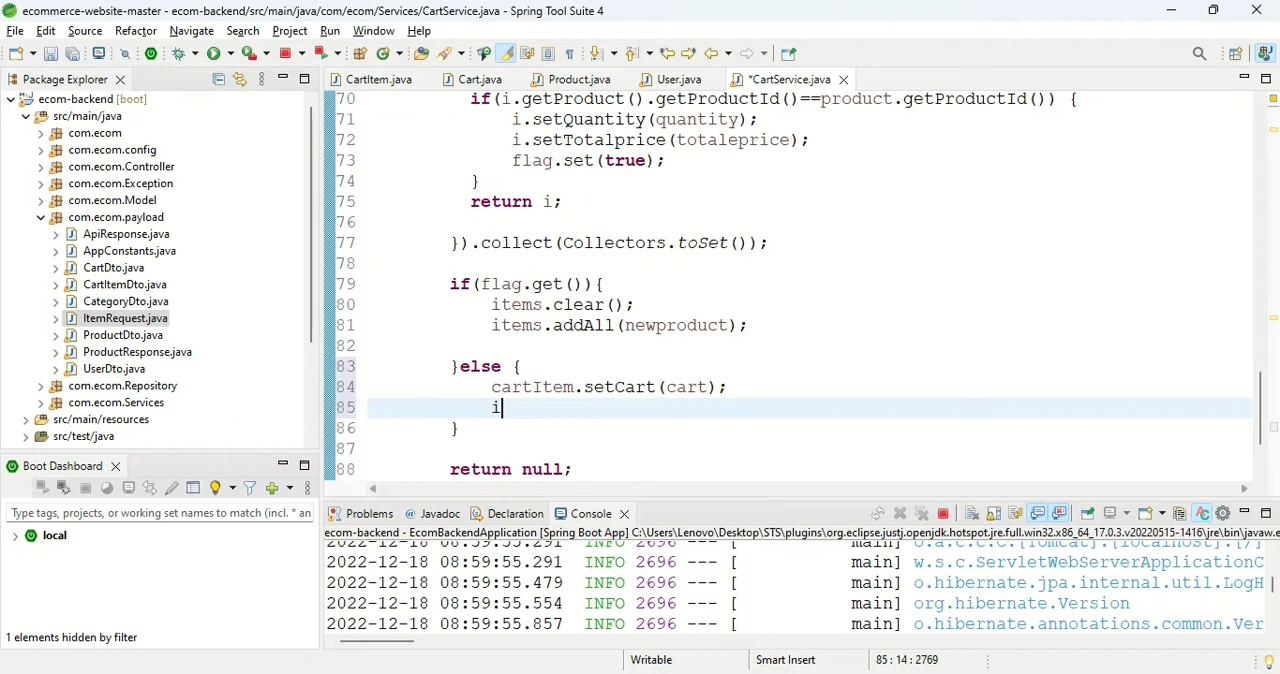 ecommerce-website-master - ecom-backend/src/main/java/com/ecom/Services/CartService.java - Spring Tool Suite 4
File Edit Source Refactor Navigate Search Project Run Window Help
Package Explorer
CartItem.java Cart.java Product.java User.java *CartService.java
ecom-backend [boot]
src/main/java
com.ecom
com.ecom.config
com.ecom.Controller
com.ecom.Exception
com.ecom.Model
com.ecom.payload
ApiResponse.java
AppConstants.java
CartDto.java
CartItemDto.java
CategoryDto.java
ItemRequest.java
ProductDto.java
ProductResponse.java
UserDto.java
com.ecom.Repository
com.ecom.Services
src/main/resources
src/test/java
70 if(i.getProduct().getProductId()==product.getProductId()) {
71 i.setQuantity(quantity);
72 i.setTotalprice(totaleprice);
73 flag.set(true);
74 }
75 return i;
76
77 }).collect(Collectors.toSet());
78
79 if(flag.get()){
80 items.clear();
81 items.addAll(newproduct);
82
83 }else {
84 cartItem.setCart(cart);
85 i
86 }
87
88 return null;
Boot Dashboard
Type tags, projects, or working set names to match (incl. * an
local
1 elements hidden by filter
Problems @ Javadoc Declaration Console
ecom-backend - EcomBackendApplication [Spring Boot App] C:\Users\Lenovo\Desktop\STS\plugins\org.eclipse.justj.openjdk.hotspot.jre.full.win32.x86_64_17.0.3.v20220515-1416\jre\bin\javaw.e
2022-12-18 08:59:55.291 INFO 2696 --- [ main] o.a.c.c.C.[Tomcat].[localhost].[/]
2022-12-18 08:59:55.291 INFO 2696 --- [ main] w.s.c.ServletWebServerApplicationC
2022-12-18 08:59:55.479 INFO 2696 --- [ main] o.hibernate.jpa.internal.util.LogH
2022-12-18 08:59:55.554 INFO 2696 --- [ main] org.hibernate.Version
2022-12-18 08:59:55.857 INFO 2696 --- [ main] o.hibernate.annotations.common.Ver
Writable Smart Insert 85 : 14 : 2769